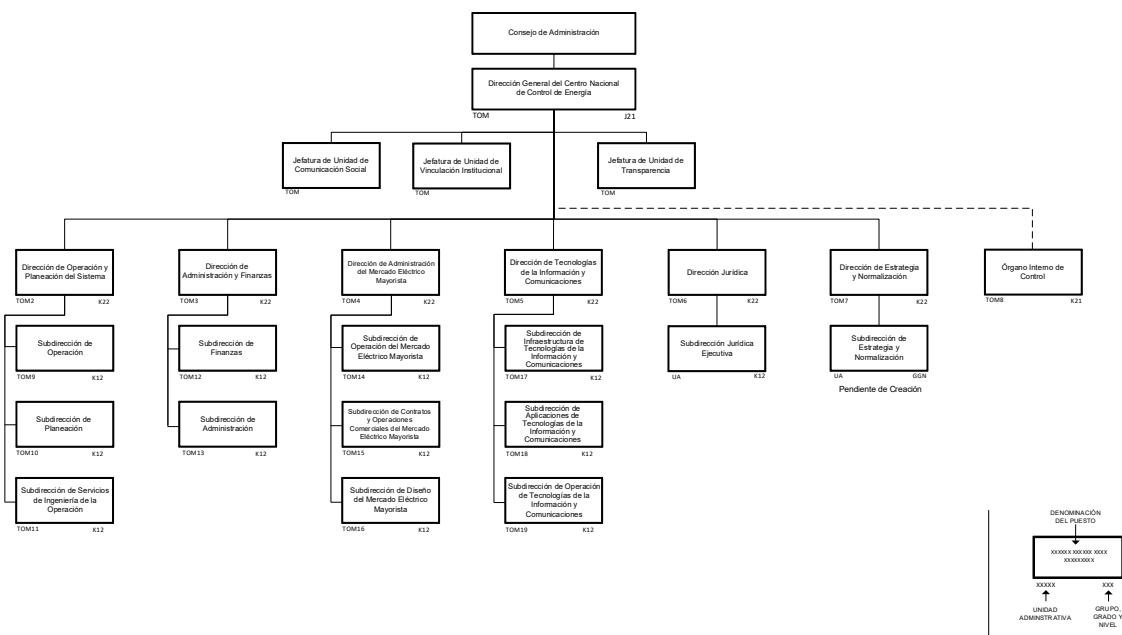 Consejo de Administración
Dirección General del Centro Nacional
de Control de Energía
TOM J21
Jefatura de Unidad de
Comunicación Social
TOM
Jefatura de Unidad de
Vinculación Institucional
TOM
Jefatura de Unidad de
Transparencia
TOM
Dirección de Operación y
Planeación del Sistema
TOM2 K22
Dirección de
Administración y Finanzas
TOM3 K22
Dirección de Administración
del Mercado Eléctrico
Mayorista
TOM4 K22
Dirección de Tecnologías
de la Información y
Comunicaciones
TOM5 K22
Dirección Jurídica
TOM6 K22
Dirección de Estrategia
y Normalización
TOM7 K22
Órgano Interno de
Control
TOM8 K21
Subdirección de
Operación
TOM9 K12
Subdirección de
Finanzas
TOM12 K12
Subdirección de
Operación del Mercado
Eléctrico Mayorista
TOM14 K12
Subdirección de
Infraestructura de
Tecnologías de la
Información y
Comunicaciones
TOM17 K12
Subdirección Jurídica
Ejecutiva
UA K12
Subdirección de
Estrategia y
Normalización
UA GGN
Pendiente de Creación
Subdirección de
Planeación
TOM10 K12
Subdirección de
Administración
TOM13 K12
Subdirección de Contratos
y Operaciones
Comerciales del Mercado
Eléctrico Mayorista
TOM15 K12
Subdirección de
Aplicaciones de
Tecnologías de la
Información y
Comunicaciones
TOM18 K12
Subdirección de Servicios
de Ingeniería de la
Operación
TOM11 K12
Subdirección de Diseño
del Mercado Eléctrico
Mayorista
TOM16 K12
Subdirección de Operación
de Tecnologías de la
Información y
Comunicaciones
TOM19 K12
DENOMINACIÓN
DEL PUESTO
XXXXXX XXXXXX XXXX
XXXXXXXXX
XXXXX XXX
UNIDAD
ADMINSTRATIVA
GRUPO,
GRADO Y
NIVEL